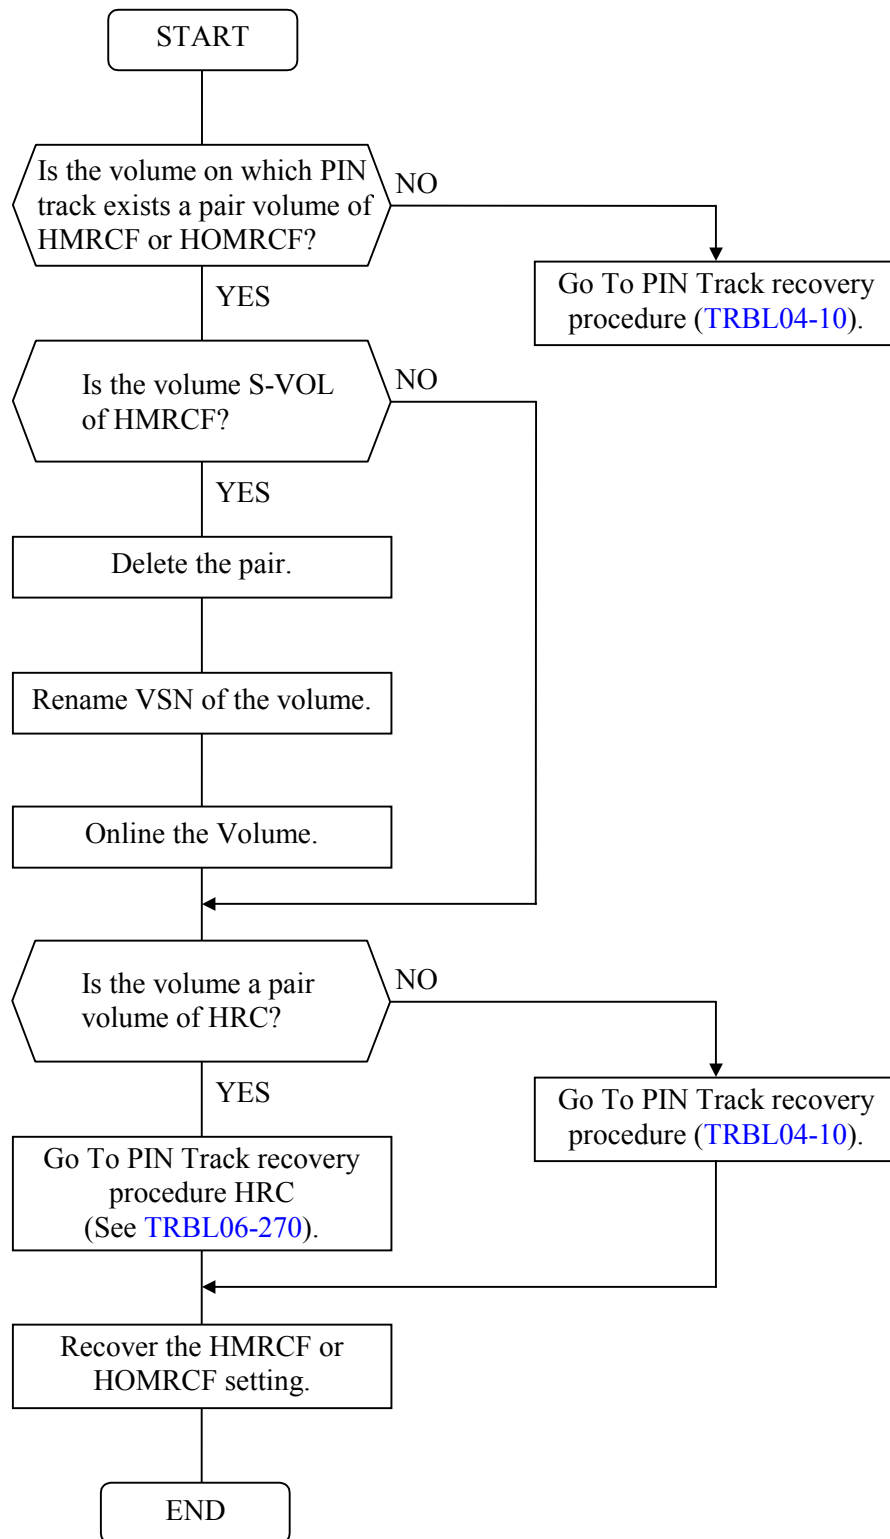 START
Is the volume on which PIN
track exists a pair volume of
HMRCF or HOMRCF?
NO
YES
Go To PIN Track recovery
procedure (TRBL04-10).
Is the volume S-VOL
of HMRCF?
NO
YES
Delete the pair.
Rename VSN of the volume.
Online the Volume.
Is the volume a pair
volume of HRC?
NO
YES
Go To PIN Track recovery
procedure (TRBL04-10).
Go To PIN Track recovery
procedure HRC
(See TRBL06-270).
Recover the HMRCF or
HOMRCF setting.
END